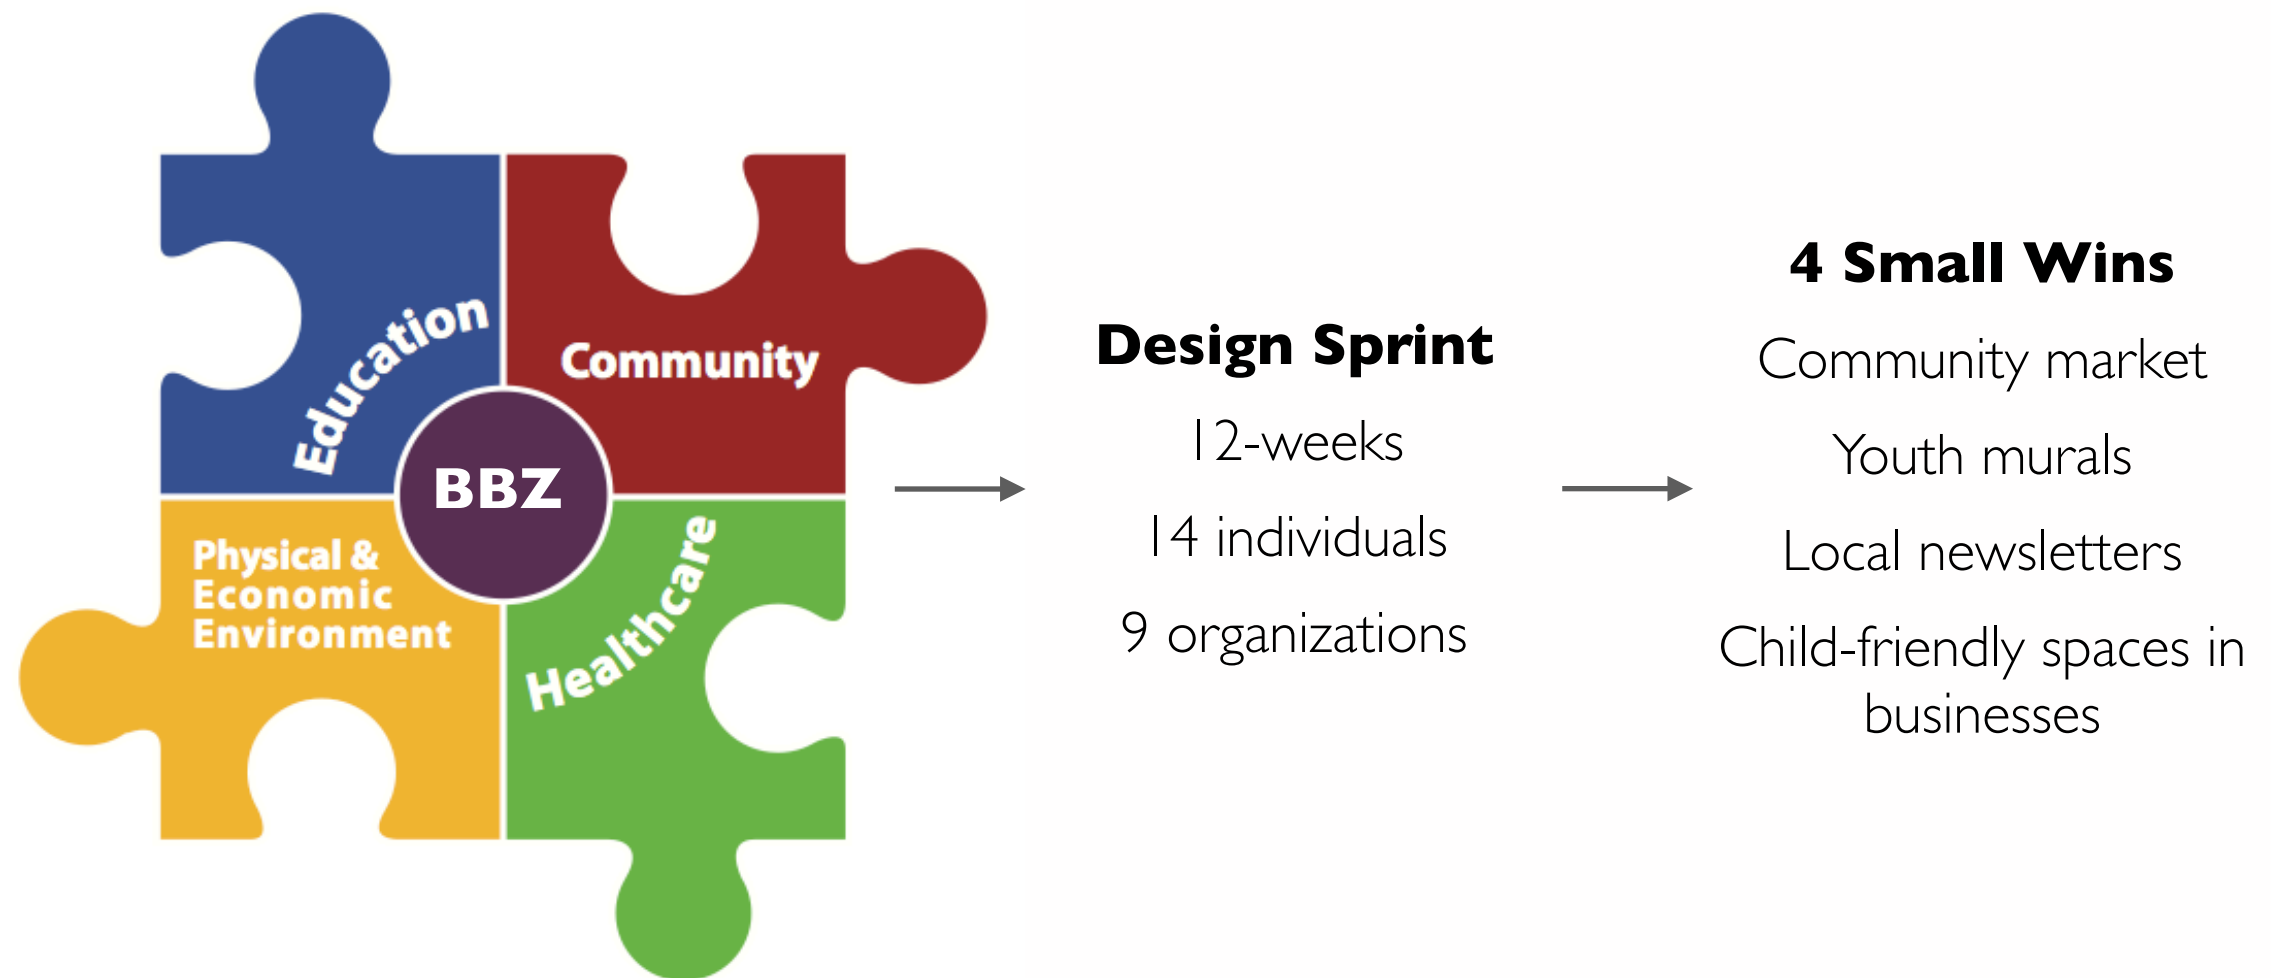 Education
Community
BBZ
Physical &
Economic
Environment
Healthcare
Design Sprint
12-weeks
14 individuals
9 organizations
4 Small Wins
Community market
Youth murals
Local newsletters
Child-friendly spaces in
businesses